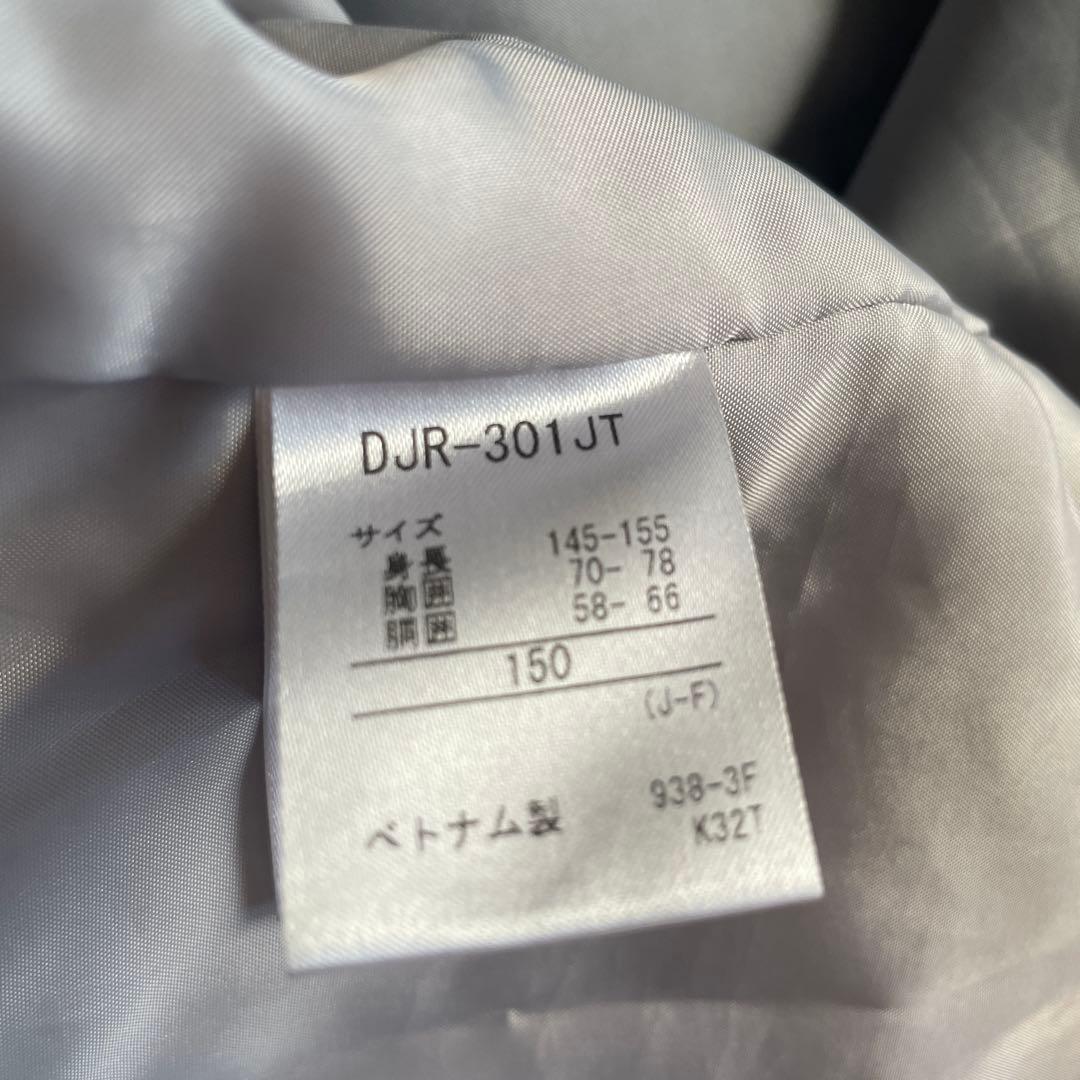 DJR-301JT
サイズ
身長 145-155
胸囲 70- 78
胴囲 58- 66
150
(J-F)
938-3F
ベトナム製 K32T